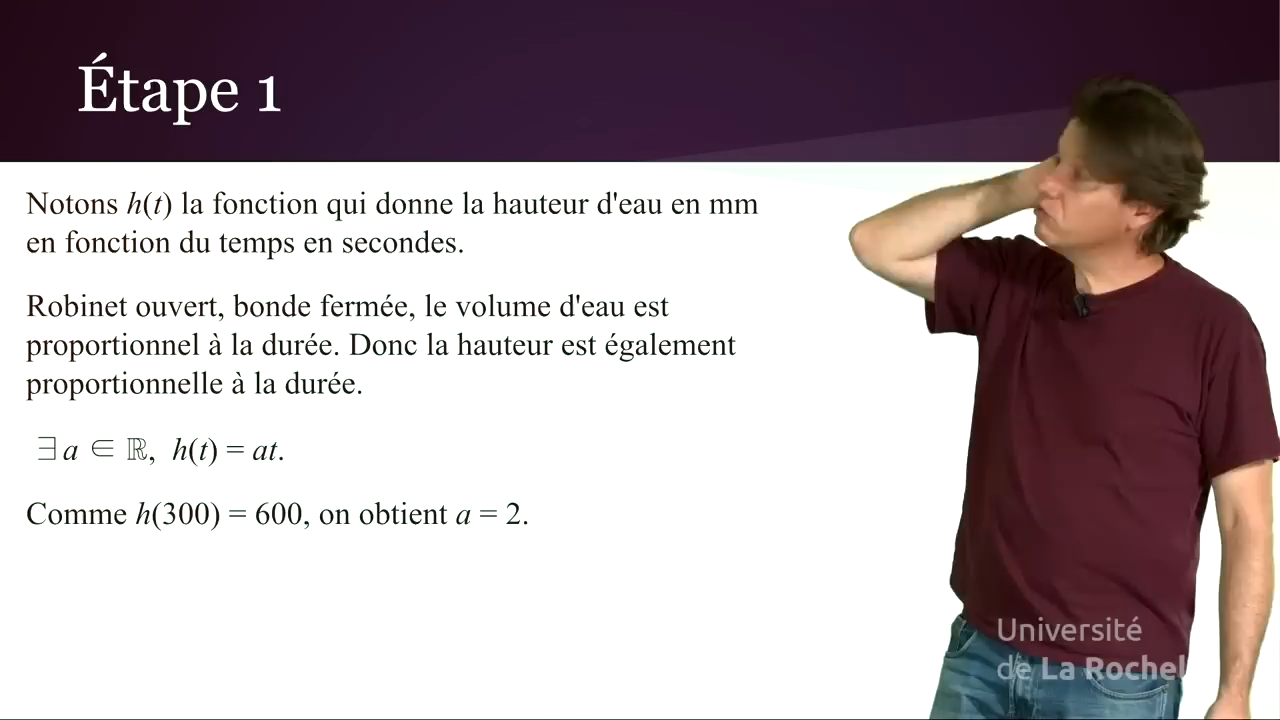 Étape 1
Notons h(t) la fonction qui donne la hauteur d'eau en mm
en fonction du temps en secondes.
Robinet ouvert, bonde fermée, le volume d'eau est
proportionnel à la durée. Donc la hauteur est également
proportionnelle à la durée.
∃ a ∈ ℝ, h(t) = at.
Comme h(300) = 600, on obtient a = 2.
Université
de La Rochel